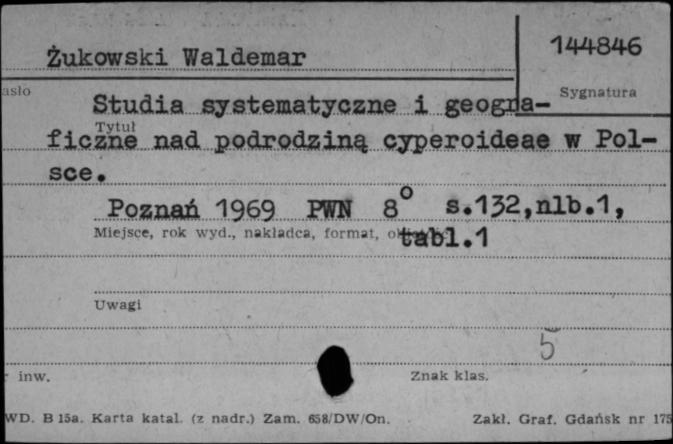 Żukowski Waldemar
144846
asło
Sygnatura
Studia systematyczne i geogra-
Tytuł
ficzne nad podrodziną cyperoideae w Pol-
sce.
Poznań 1969 PWN 8° s.132,nlb.1,
Miejsce, rok wyd., nakładca, format,
tabl.1
Uwagi
5
r inw.
Znak klas.
WD. B 15a. Karta katal. (z nadr.) Zam. 658/DW/On.
Zakł. Graf. Gdańsk nr 175